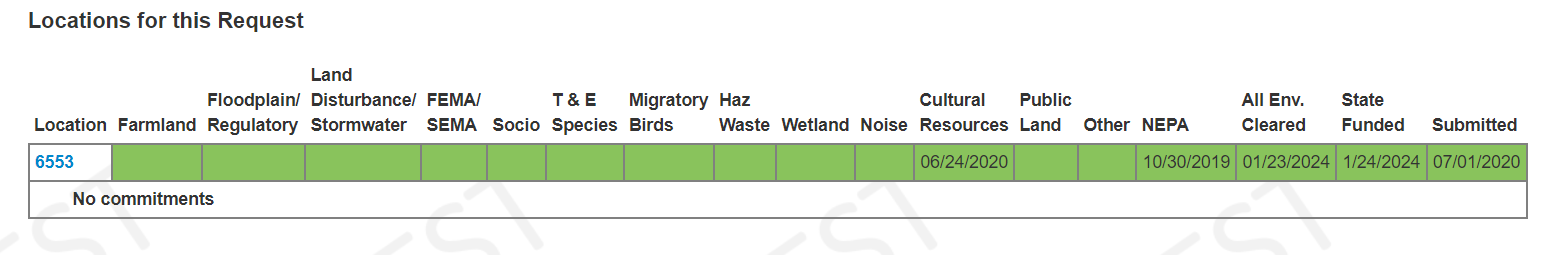 Locations for this Request
Land
Floodplain/ Disturbance/ FEMA/ T & E Migratory Haz Cultural Public All Env. State
Location Farmland Regulatory Stormwater SEMA Socio Species Birds Waste Wetland Noise Resources Land Other NEPA Cleared Funded Submitted
6553 06/24/2020 10/30/2019 01/23/2024 1/24/2024 07/01/2020
No commitments